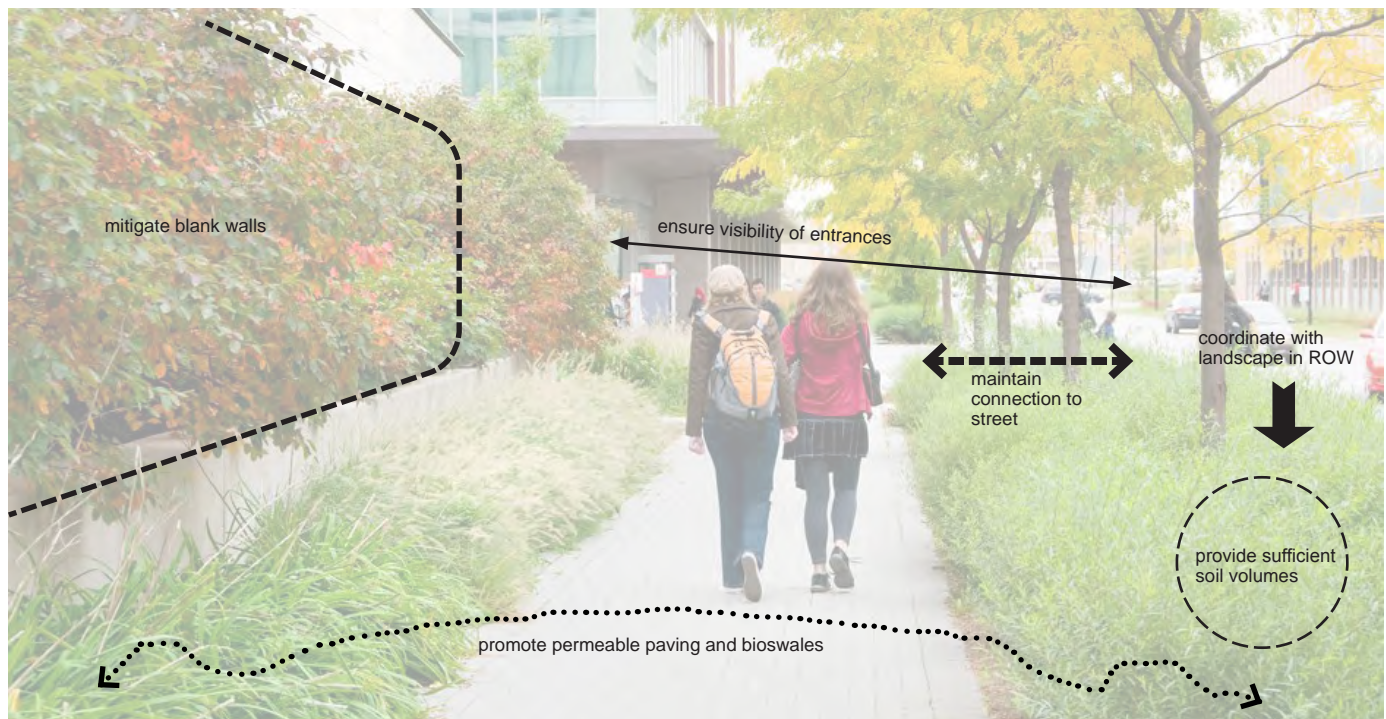 mitigate blank walls
ensure visibility of entrances
coordinate with
landscape in ROW
maintain
connection to
street
provide sufficient
soil volumes
promote permeable paving and bioswales